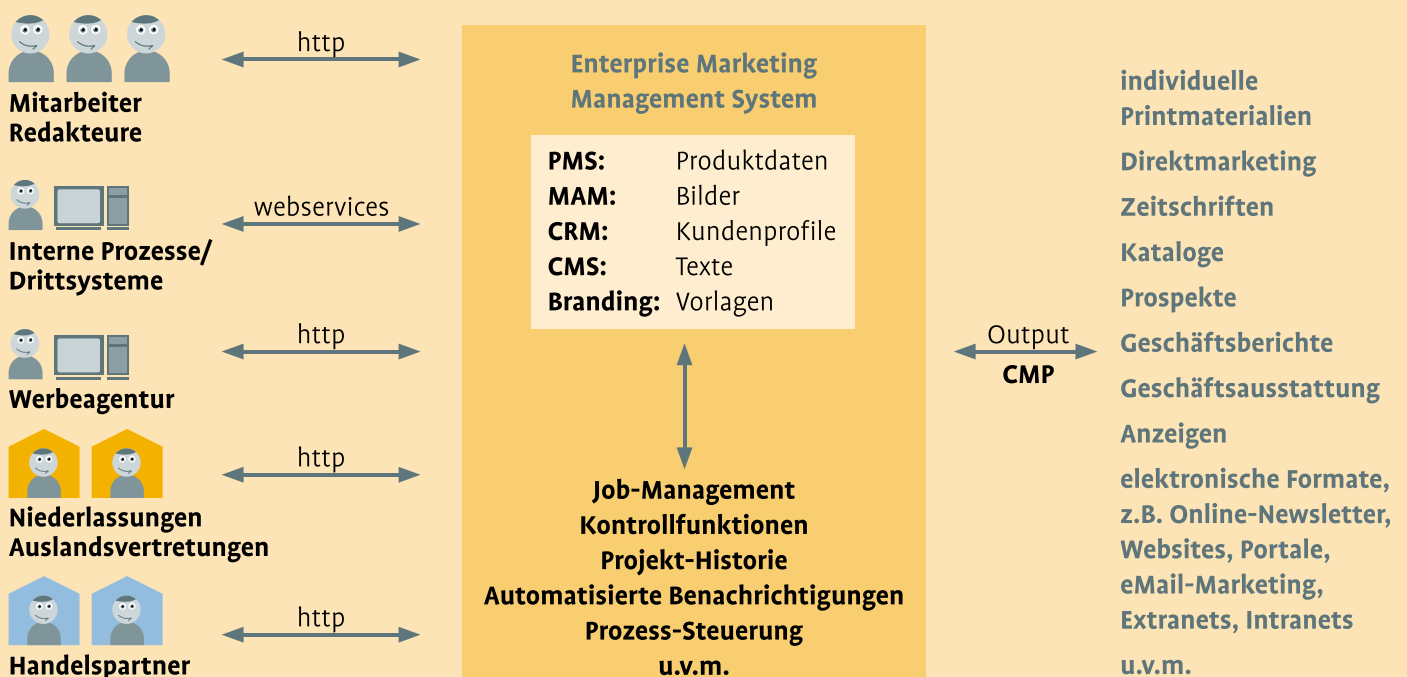 http
Mitarbeiter
Redakteure
webservices
Interne Prozesse/
Drittsysteme
http
Werbeagentur
http
Niederlassungen
Auslandsvertretungen
http
Handelspartner
Enterprise Marketing
Management System
PMS: Produktdaten
MAM: Bilder
CRM: Kundenprofile
CMS: Texte
Branding: Vorlagen
Job-Management
Kontrollfunktionen
Projekt-Historie
Automatisierte Benachrichtigungen
Prozess-Steuerung
u.v.m.
Output
CMP
individuelle
Printmaterialien
Direktmarketing
Zeitschriften
Kataloge
Prospekte
Geschäftsberichte
Geschäftsausstattung
Anzeigen
elektronische Formate,
z.B. Online-Newsletter,
Websites, Portale,
eMail-Marketing,
Extranets, Intranets
u.v.m.